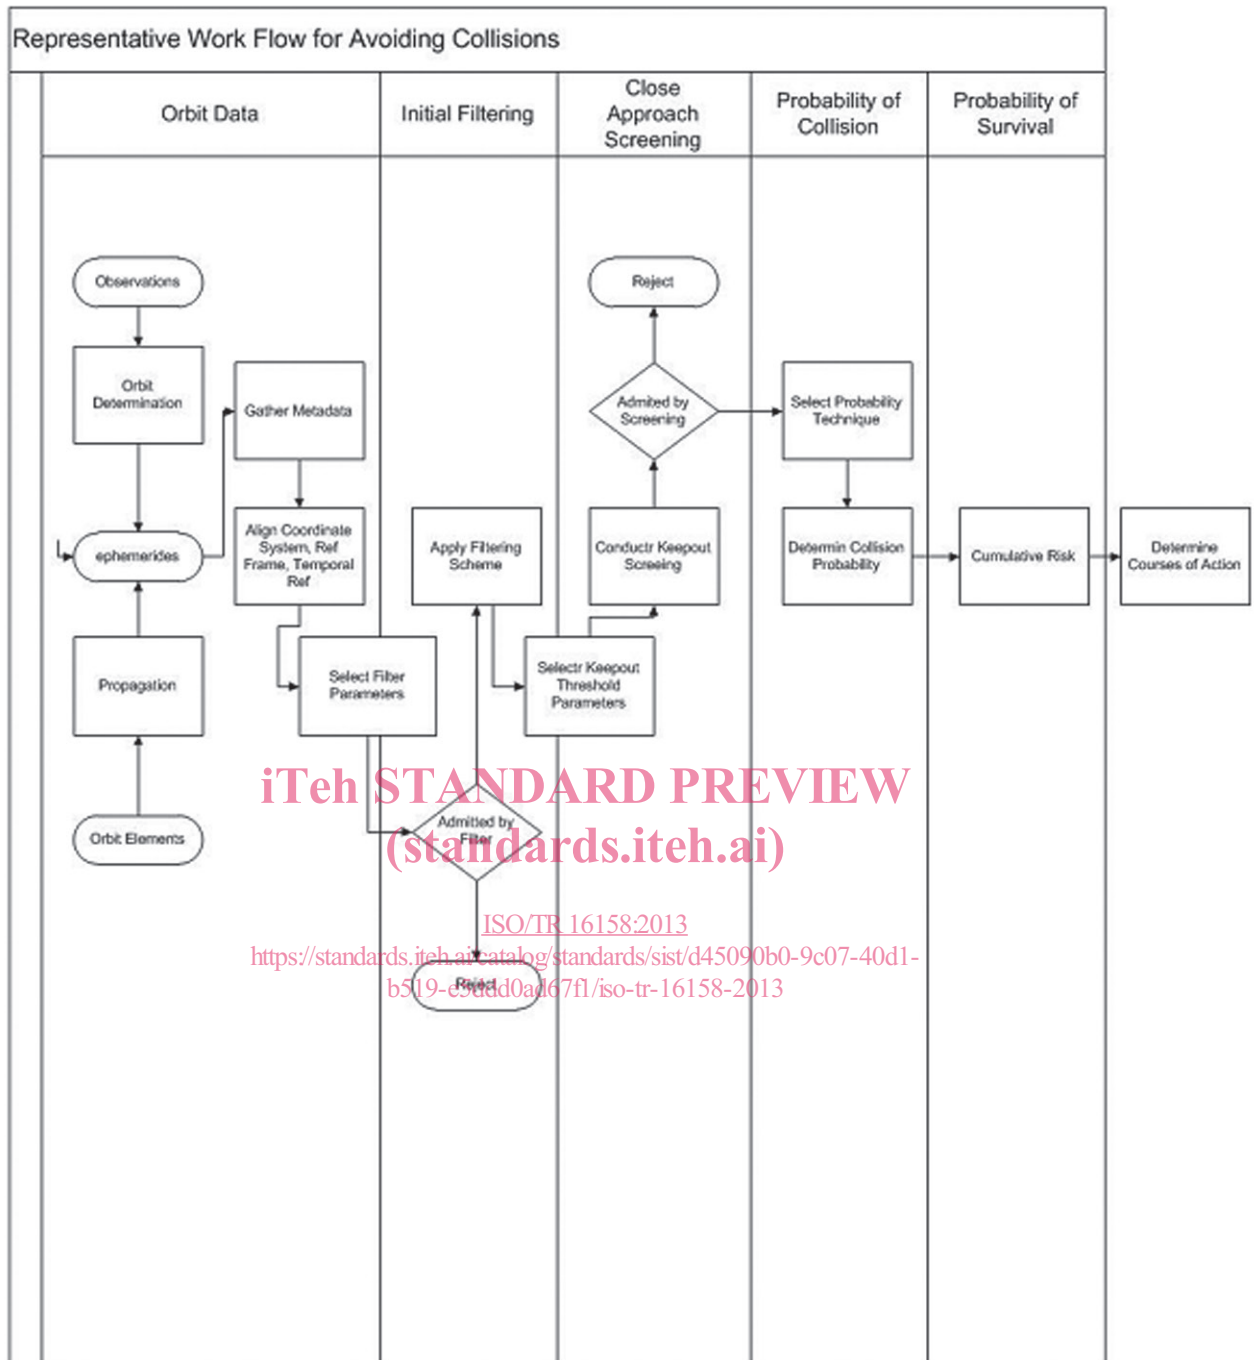 Representative Work Flow for Avoiding Collisions
Orbit Data
Initial Filtering
Close
Approach
Screening
Probability of
Collision
Probability of
Survival
Observations
Orbit
Determination
ephemerides
Propagation
Orbit Elements
Gather Metadata
Align Coordinate
System, Ref
Frame, Temporal
Ref
Select Filter
Parameters
Apply Filtering
Scheme
Admitted by
Filter
Reject
Selectr Keepout
Threshold
Parameters
Conductr Keepout
Screeing
Admited by
Screening
Reject
Select Probability
Technique
Determin Collision
Probability
Cumulative Risk
Determine
Courses of Action
iTeh STANDARD PREVIEW
(standards.iteh.ai)
ISO/TR 16158:2013
https://standards.iteh.ai/catalog/standards/sist/d45090b0-9c07-40d1-
b519-e5ddd0ad67f1/iso-tr-16158-2013